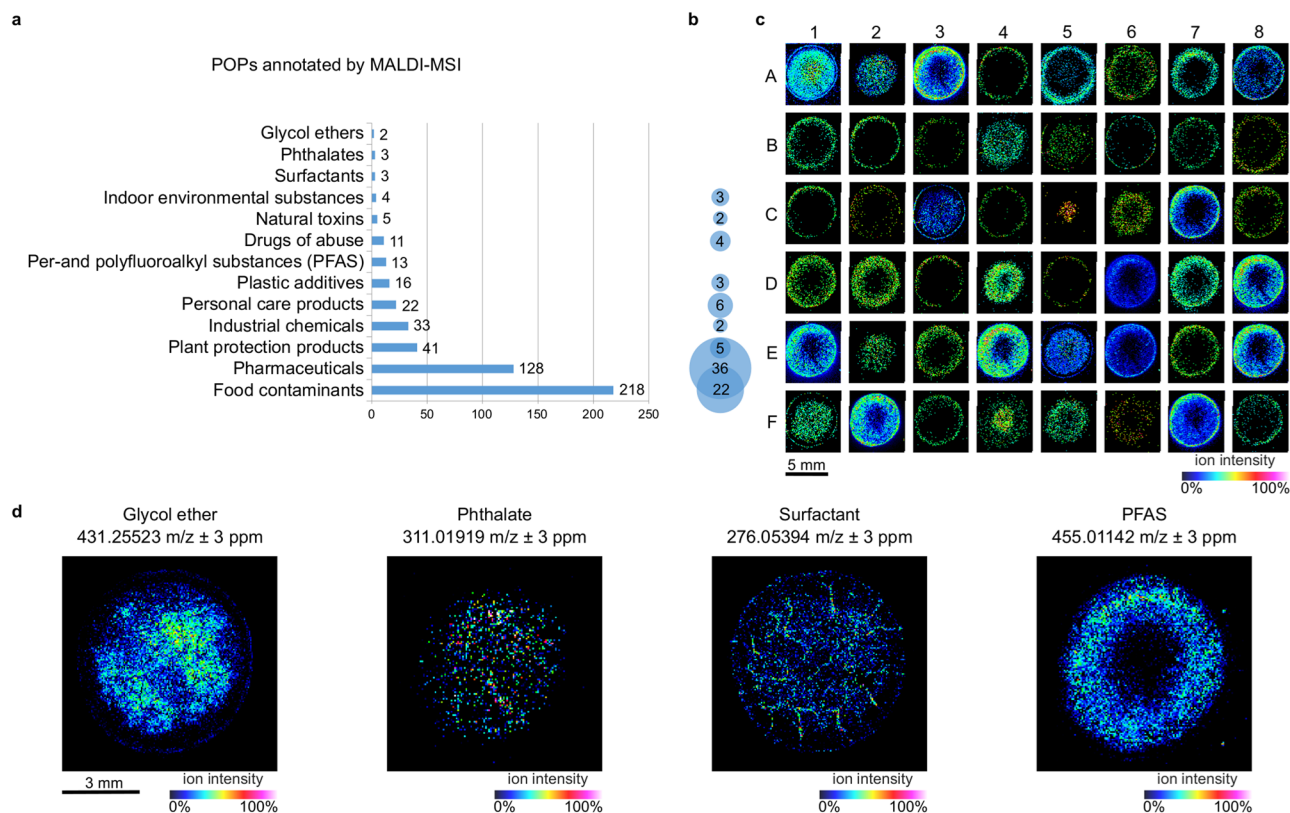 a
POPs annotated by MALDI-MSI
Glycol ethers 2
Phthalates 3
Surfactants 3
Indoor environmental substances 4
Natural toxins 5
Drugs of abuse 11
Per-and polyfluoroalkyl substances (PFAS) 13
Plastic additives 16
Personal care products 22
Industrial chemicals 33
Plant protection products 41
Pharmaceuticals 128
Food contaminants 218
0 50 100 150 200 250
b
3
2
4
3
6
2
5
36
22
c
1 2 3 4 5 6 7 8
A
B
C
D
E
F
5 mm
ion intensity
0% 100%
d
Glycol ether
431.25523 m/z ± 3 ppm
3 mm
ion intensity
0% 100%
Phthalate
311.01919 m/z ± 3 ppm
ion intensity
0% 100%
Surfactant
276.05394 m/z ± 3 ppm
ion intensity
0% 100%
PFAS
455.01142 m/z ± 3 ppm
ion intensity
0% 100%